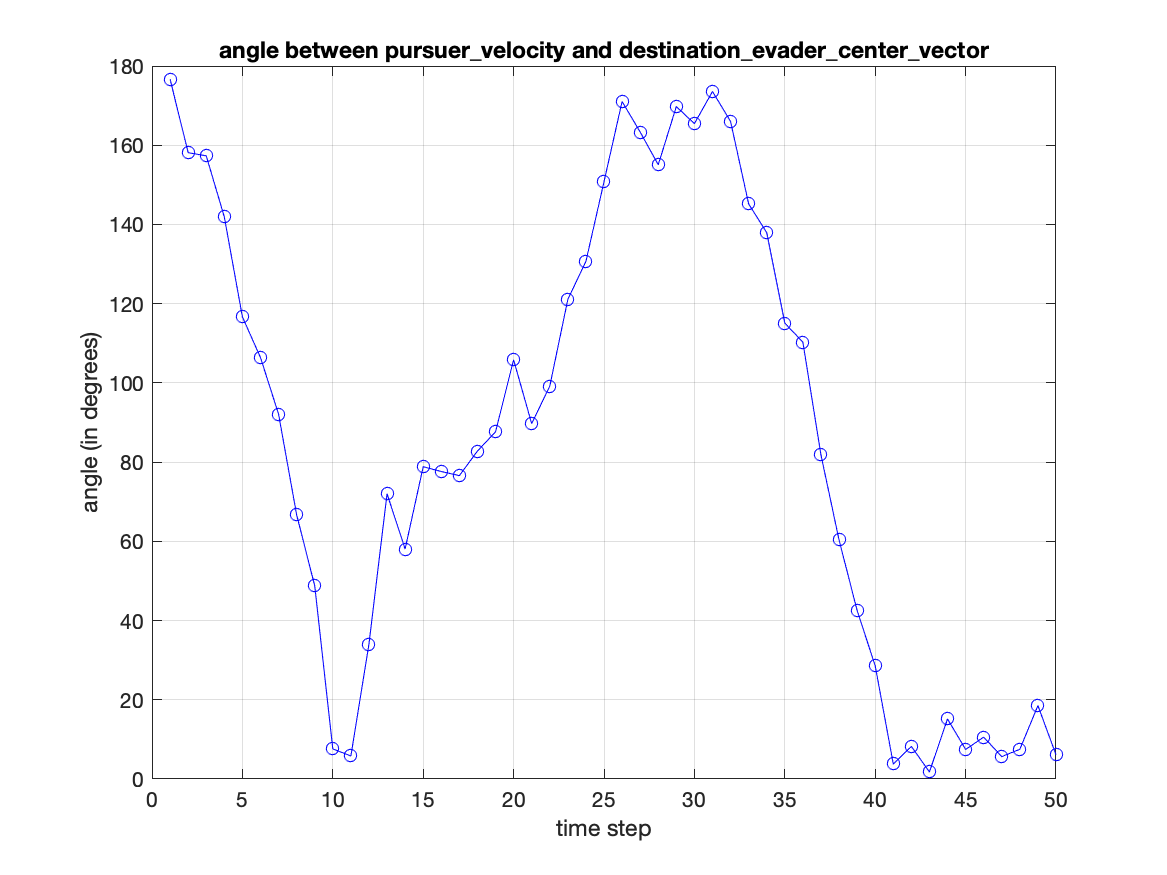 angle between pursuer_velocity and destination_evader_center_vector
180
160
140
120
100
80
60
40
20
0
angle (in degrees)
0 5 10 15 20 25 30 35 40 45 50
time step